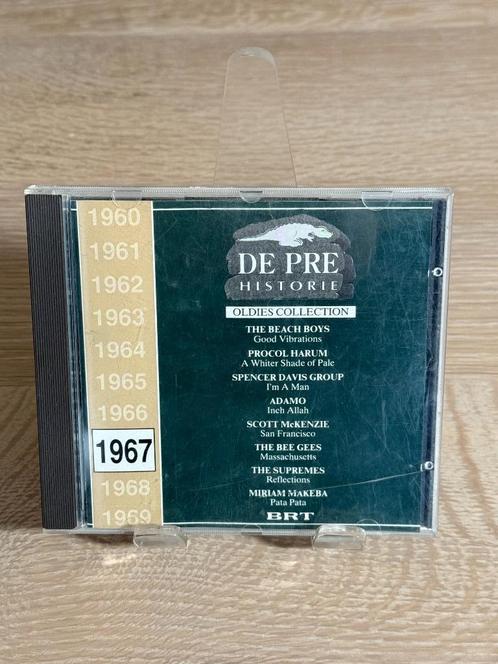 1960
1961
1962
1963
1964
1965
1966
1967
1968
1969
DE PRE
HISTORIE
OLDIES COLLECTION
THE BEACH BOYS
Good Vibrations
PROCOL HARUM
A Whiter Shade of Pale
SPENCER DAVIS GROUP
I'm A Man
ADAMO
Inch Allah
SCOTT McKENZIE
San Francisco
THE BEE GEES
Massachusetts
THE SUPREMES
Reflections
MIRIAM MAKEBA
Pata Pata
BRT